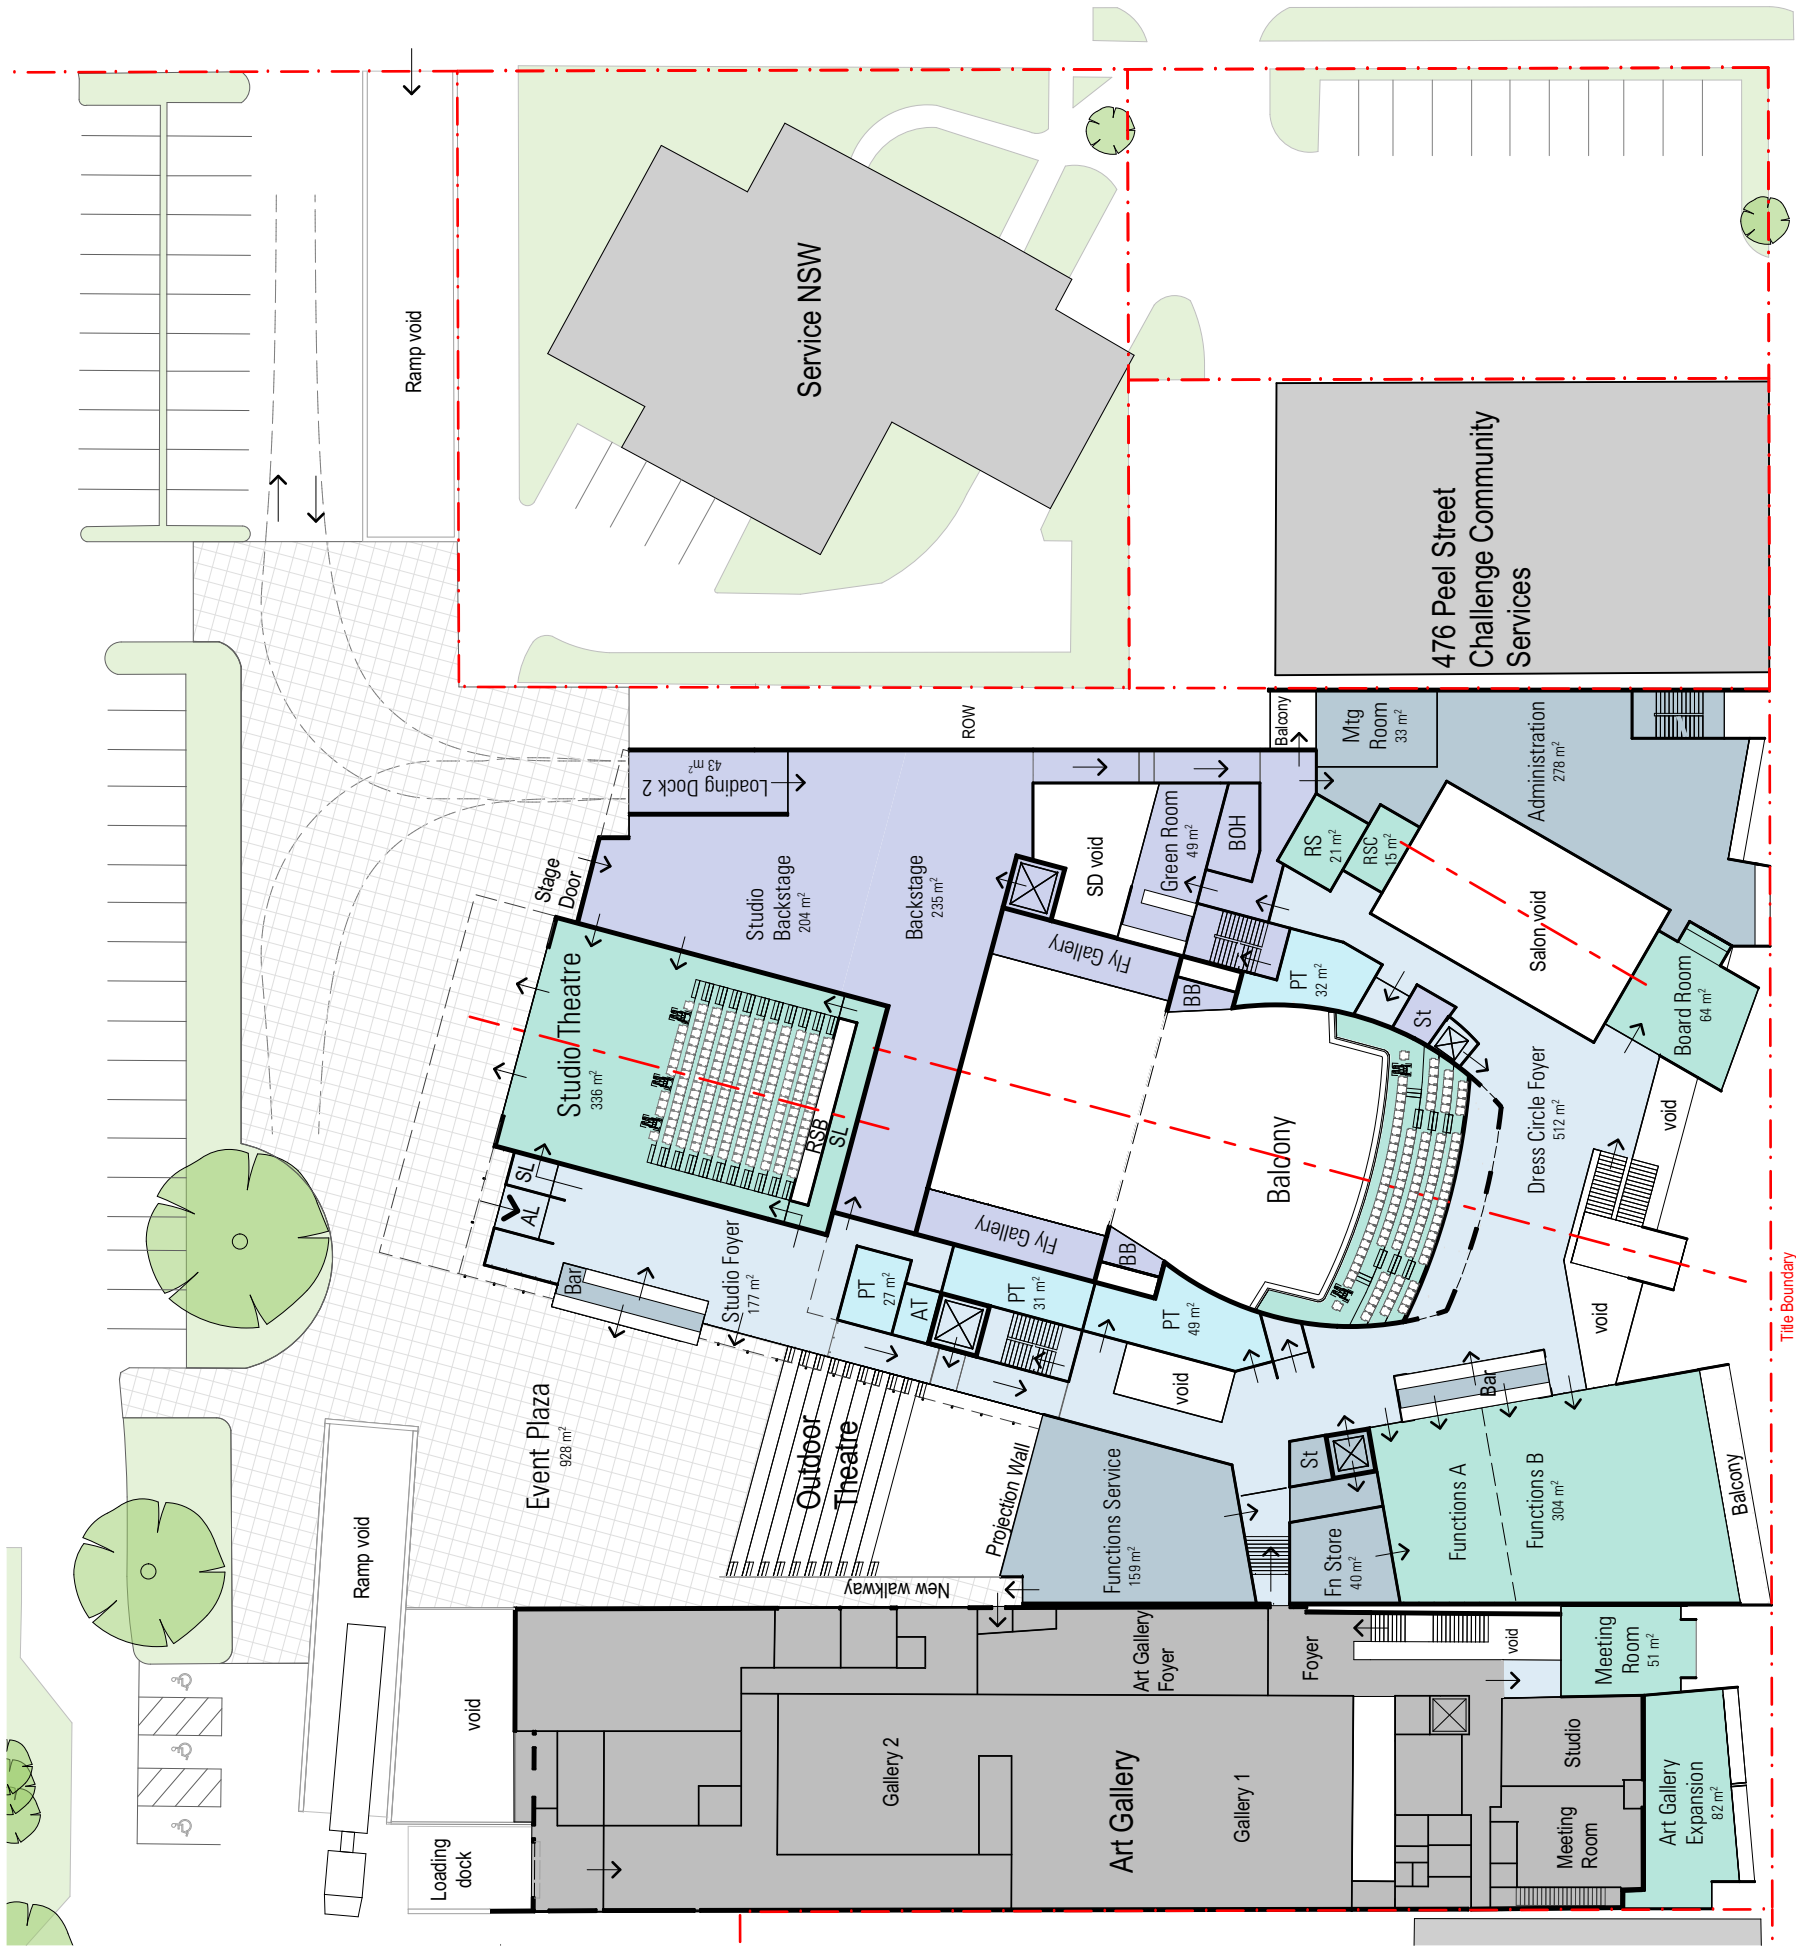 Service NSW
Ramp void
476 Peel Street
Challenge Community
Services
ROW
Balcony
Mtg
Room
33 m²
Administration
278 m²
Loading Dock 2
43 m²
Stage
Door
Studio
Backstage
204 m²
Backstage
235 m²
SD void
Green Room
49 m²
BOH
RS
21 m²
RSC
15 m²
Salon void
Board Room
64 m²
Fly Gallery
BB
PT
32 m²
St
Studio Theatre
336 m²
RSB
SL
Balcony
Dress Circle Foyer
512 m²
void
SL
AL
Bar
Studio Foyer
177 m²
PT
27 m²
AT
PT
31 m²
Fly Gallery
BB
PT
49 m²
void
void
Title Boundary
Event Plaza
928 m²
Outdoor
Theatre
Projection Wall
New walkway
Functions Service
159 m²
St
Bar
Fn Store
40 m²
Functions A
Functions B
304 m²
Balcony
Ramp void
void
Loading
dock
Art Gallery
Foyer
Foyer
void
Meeting
Room
51 m²
Gallery 2
Art Gallery
Gallery 1
Studio
Meeting
Room
Art Gallery
Expansion
82 m²